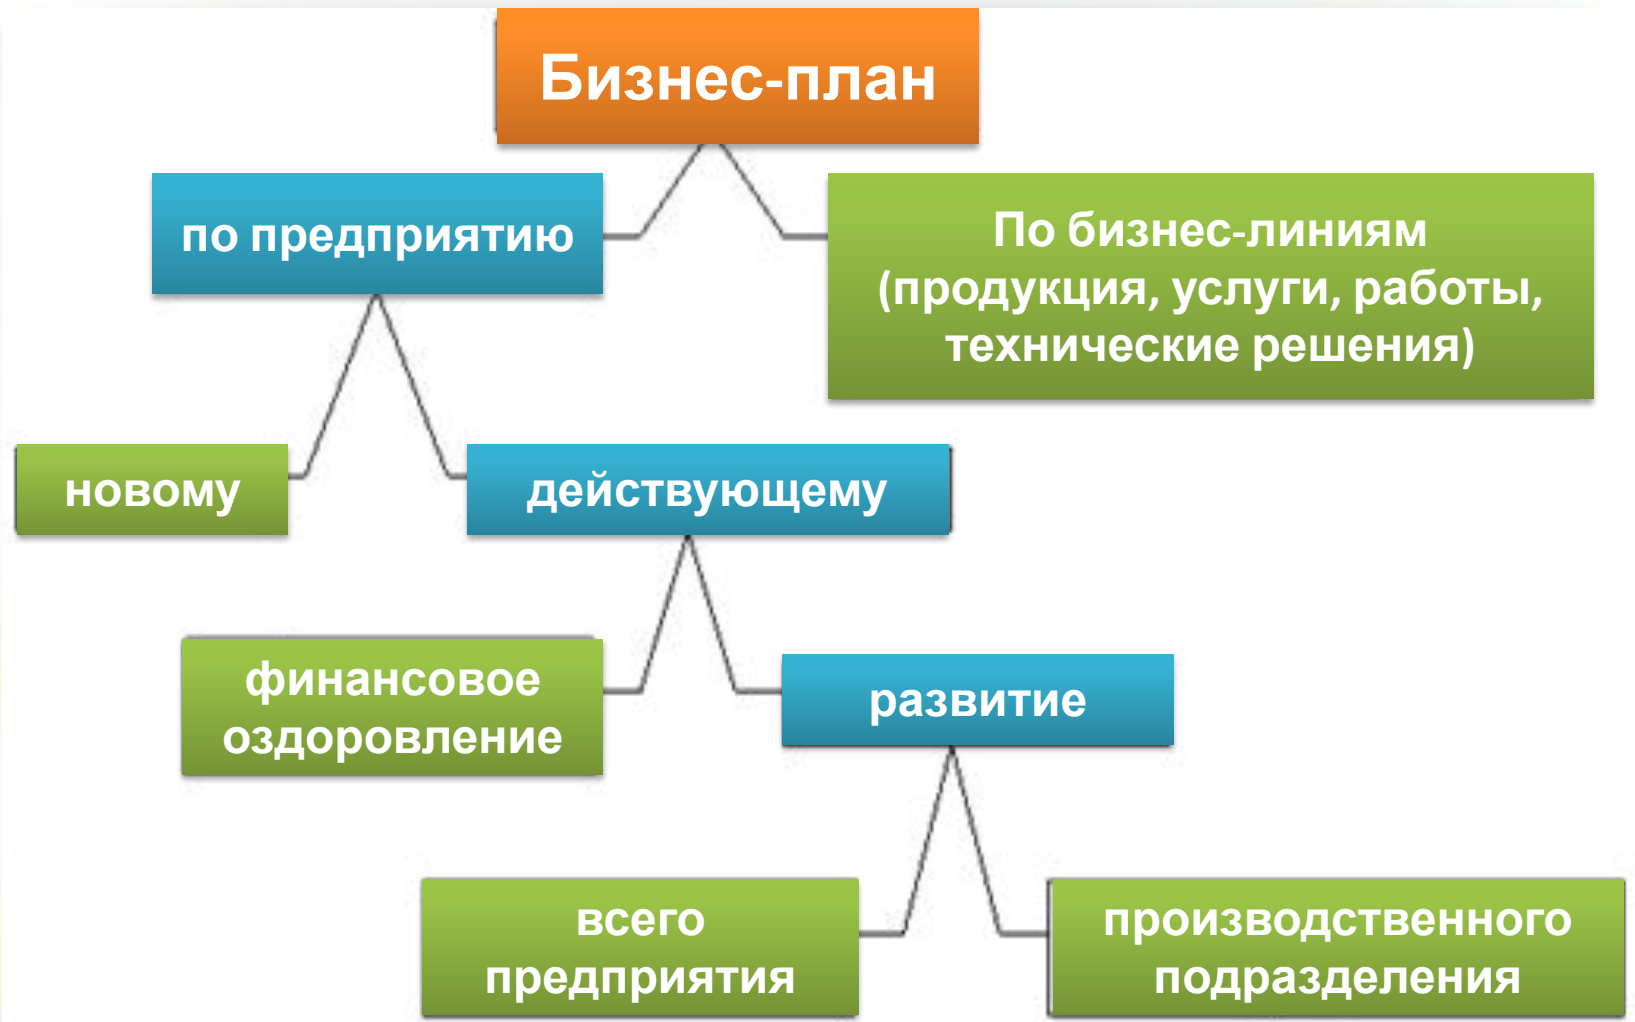 Бизнес-план
по предприятию
По бизнес-линиям
(продукция, услуги, работы,
технические решения)
новому
действующему
финансовое
оздоровление
развитие
всего
предприятия
производственного
подразделения